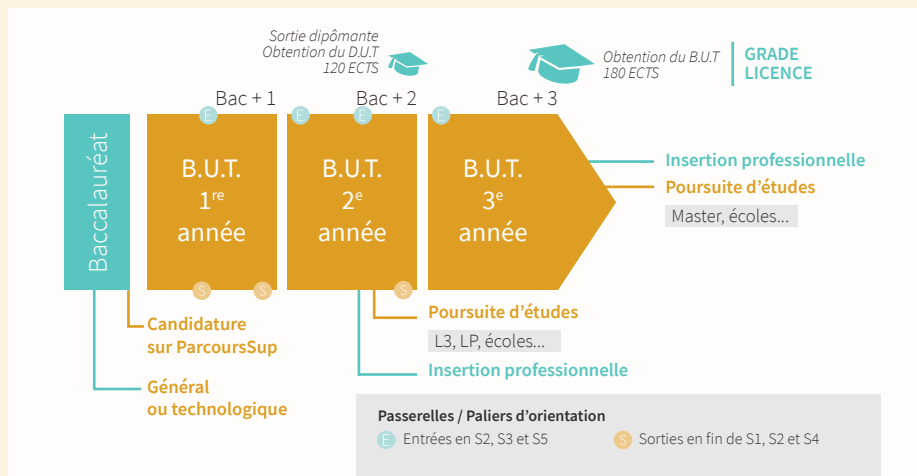 Sortie dipômante
Obtention du D.U.T
120 ECTS
Obtention du B.U.T
180 ECTS
GRADE
LICENCE
Bac + 1
Bac + 2
Bac + 3
E
E
E
E
Baccalauréat
B.U.T.
1re
année
B.U.T.
2e
année
B.U.T.
3e
année
S
S
S
Insertion professionnelle
Poursuite d’études
Master, écoles...
Candidature
sur ParcoursSup
Général
ou technologique
Poursuite d’études
L3, LP, écoles...
Insertion professionnelle
Passerelles / Paliers d’orientation
E Entrées en S2, S3 et S5
S Sorties en fin de S1, S2 et S4